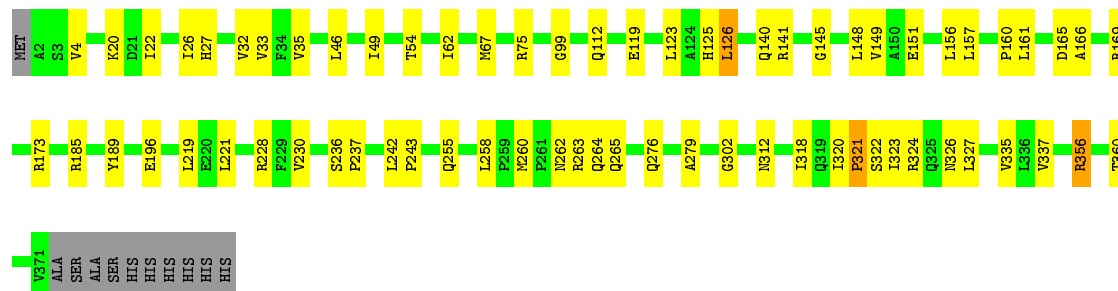 MET A2 S3 V4 K20 D21 I22 I26 H27 V32 V33 F34 V35 L46 I49 T54 I62 M67 R75 G99 Q112 E119 L123 A124 H125 L126 Q140 R141 G145 L148 V149 A150 E151 L156 L157 P160 L161 D165 A166
R173 R185 Y189 E196 L219 E220 L221 R228 F229 V230 S236 P237 L242 P243 Q255 L258 P259 M260 P261 M262 R263 Q264 Q265 Q276 A279 G302 N312 I318 Q319 I320 P321 S322 I323 R324 Q325 N326 L327 V335 L336 V337 R356
V371 ALA SER ALA SER HIS HIS HIS HIS HIS HIS